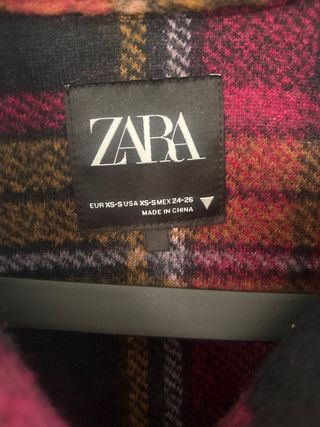 ZARA
EUR XS-S USA XS-S MEX 24-26
MADE IN CHINA